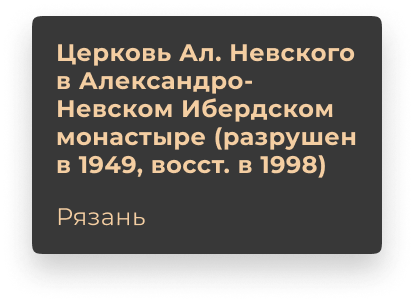 Церковь Ал. Невского
в Александро-
Невском Ибердском
монастыре (разрушен
в 1949, восст. в 1998)
Рязань